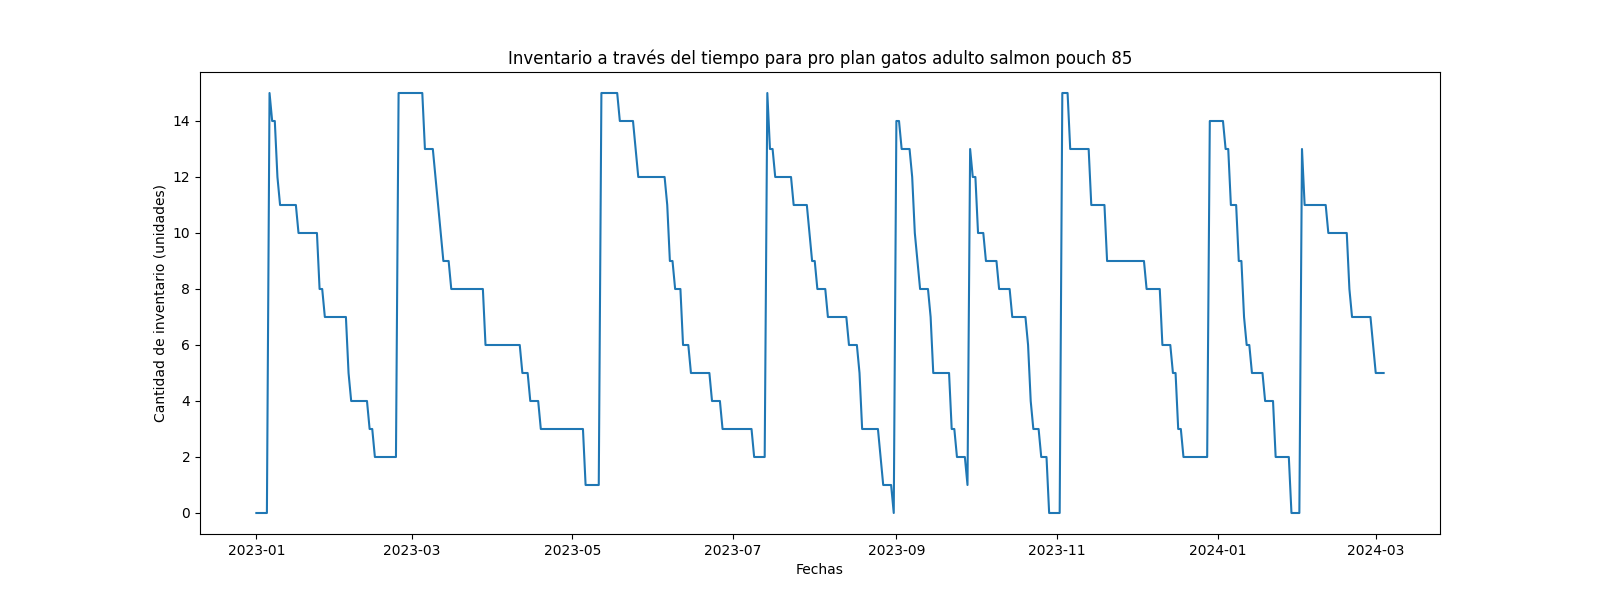 Inventario a través del tiempo para pro plan gatos adulto salmon pouch 85
Cantidad de inventario (unidades)
14
12
10
8
6
4
2
0
2023-01 2023-03 2023-05 2023-07 2023-09 2023-11 2024-01 2024-03
Fechas